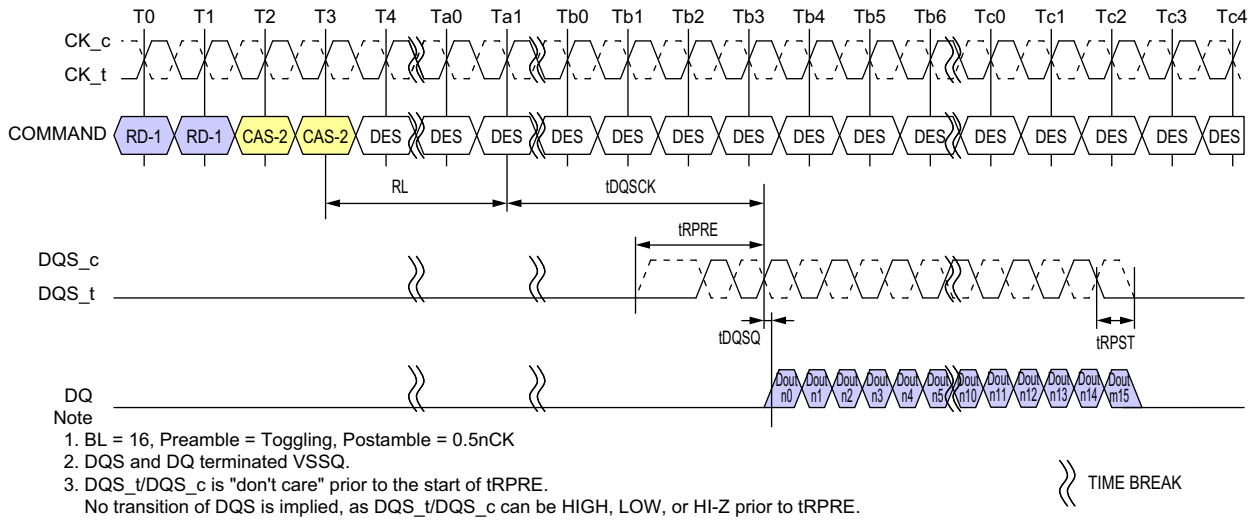 T0 T1 T2 T3 T4 Ta0 Ta1 Tb0 Tb1 Tb2 Tb3 Tb4 Tb5 Tb6 Tc0 Tc1 Tc2 Tc3 Tc4
CK_c
CK_t
COMMAND RD-1 RD-1 CAS-2 CAS-2 DES DES DES DES DES DES DES DES DES DES DES DES DES DES DES
RL tDQSCK
tRPRE
DQS_c
DQS_t
tDQSQ tRPST
DQ Dout n0 Dout n1 Dout n2 Dout n3 Dout n4 Dout n5 Dout n10 Dout n11 Dout n12 Dout n13 Dout n14 Dout m15
Note
1. BL = 16, Preamble = Toggling, Postamble = 0.5nCK
2. DQS and DQ terminated VSSQ.
3. DQS_t/DQS_c is "don't care" prior to the start of tRPRE.
No transition of DQS is implied, as DQS_t/DQS_c can be HIGH, LOW, or HI-Z prior to tRPRE.
TIME BREAK